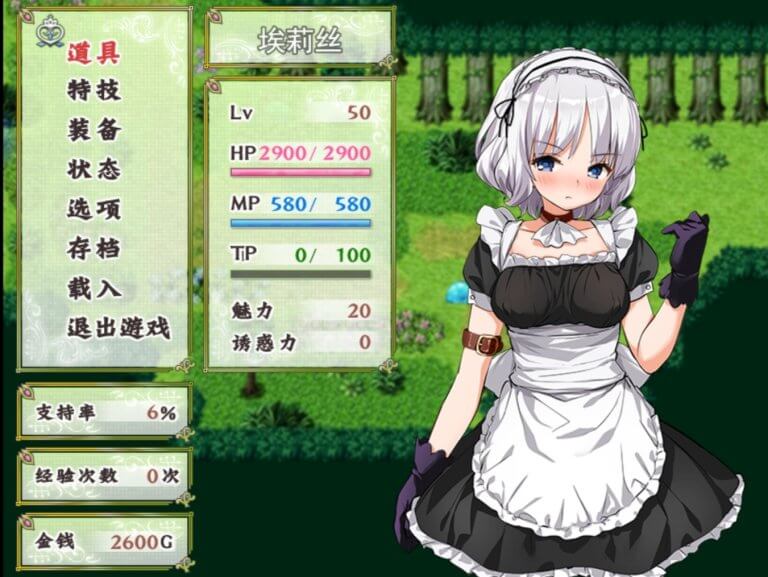 道具
特技
装备
状态
选项
存档
载入
退出游戏
支持率 6%
经验次数 0次
金钱 2600G
埃莉丝
Lv 50
HP 2900/ 2900
MP 580/ 580
TiP 0/ 100
魅力 20
诱惑力 0